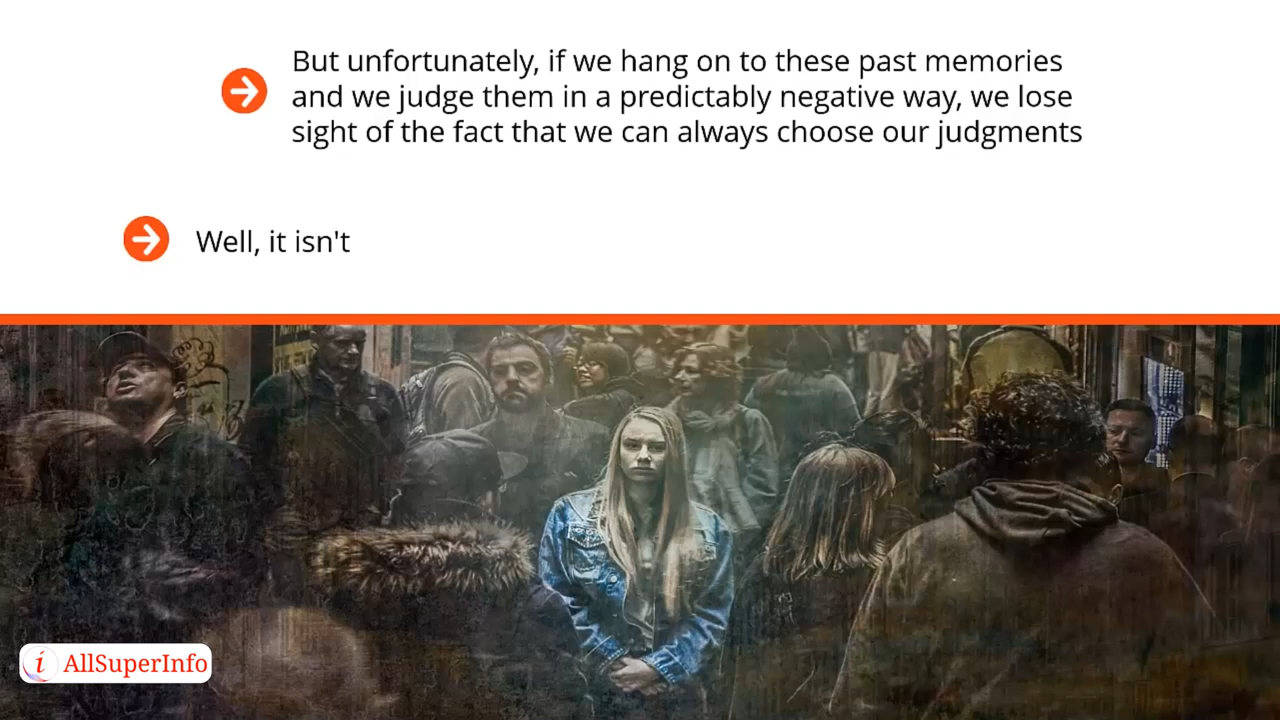 But unfortunately, if we hang on to these past memories
and we judge them in a predictably negative way, we lose
sight of the fact that we can always choose our judgments
Well, it isn't
i AllSuperInfo